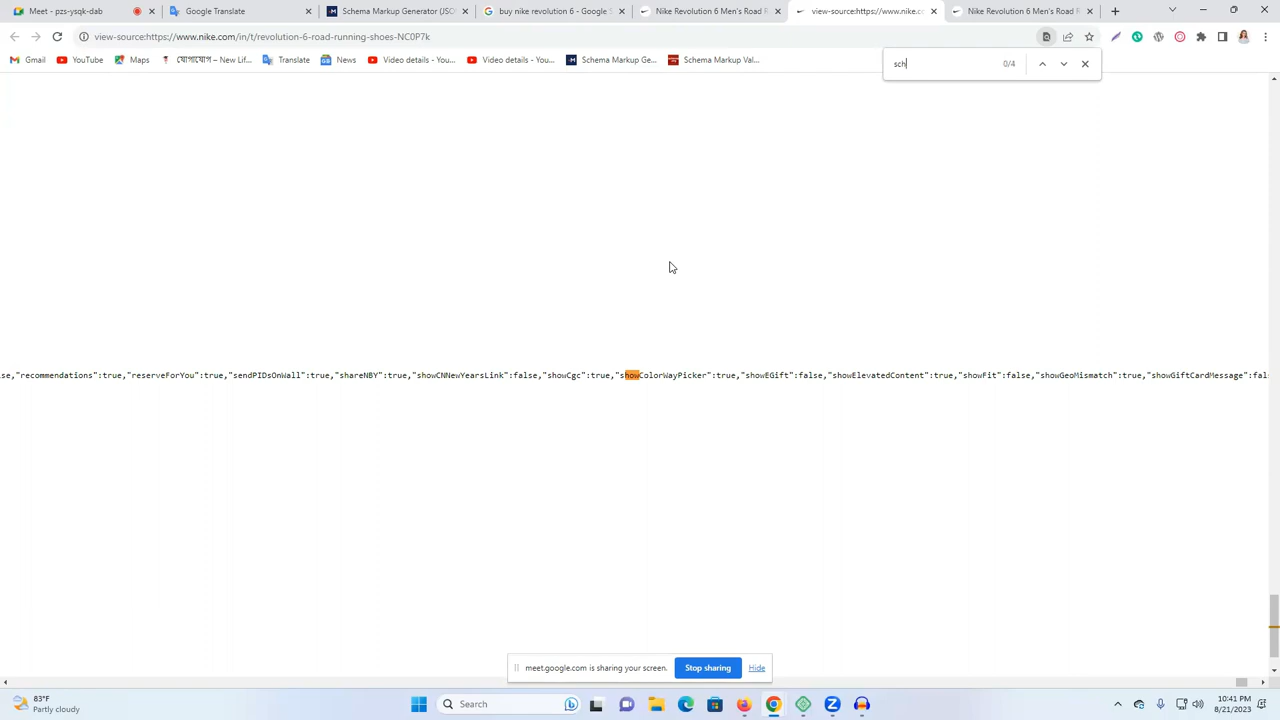 Meet - pzs-ysqk-dab
Google Translate
Schema Markup Generator (JSO
buy nike revolution 6 - Google S
Nike Revolution 6 Men's Road R
view-source:https://www.nike.c
Nike Revolution 6 Men's Road R
view-source:https://www.nike.com/in/t/revolution-6-road-running-shoes-NC0P7k
Gmail
YouTube
Maps
যোগাযোগ – New Lif...
Translate
News
Video details - You...
Video details - You...
Schema Markup Ge...
Schema Markup Val...
sch
0/4
lse,"recommendations":true,"reserveForYou":true,"sendPIDsOnWall":true,"shareNBY":true,"showCNNewYearsLink":false,"showCgc":true,"showColorWayPicker":true,"showEGift":false,"showElevatedContent":true,"showFit":false,"showGeoMismatch":true,"showGiftCardMessage":fals
meet.google.com is sharing your screen.
Stop sharing
Hide
83°F
Partly cloudy
Search
10:41 PM
8/21/2023